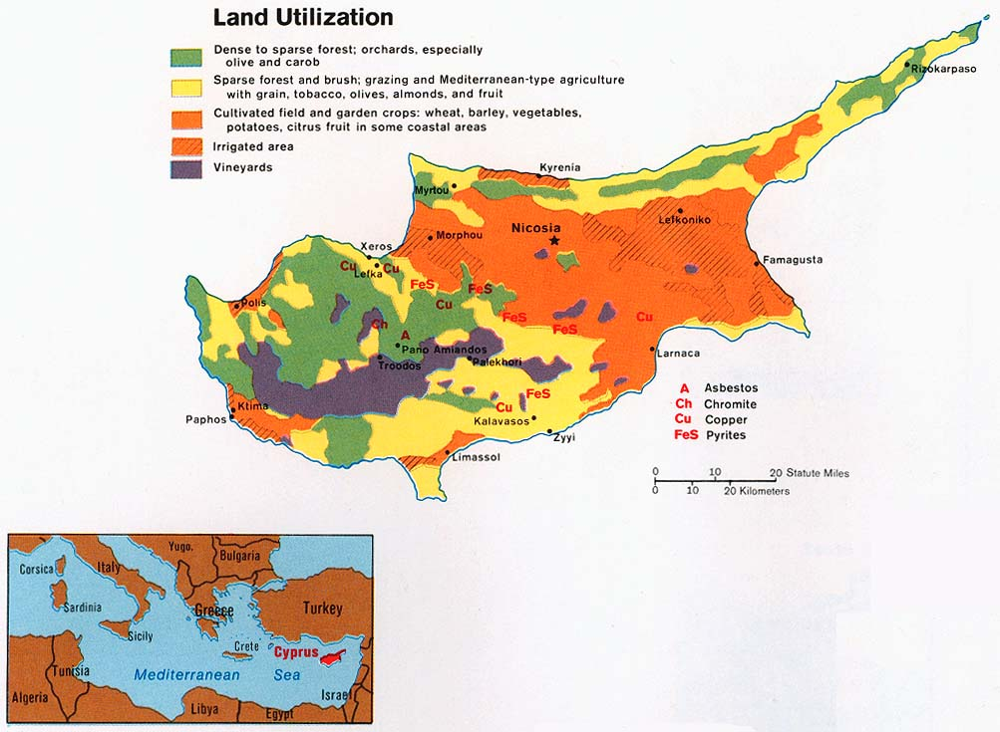 Land Utilization
Dense to sparse forest; orchards, especially
olive and carob
Sparse forest and brush; grazing and Mediterranean-type agriculture
with grain, tobacco, olives, almonds, and fruit
Cultivated field and garden crops: wheat, barley, vegetables,
potatoes, citrus fruit in some coastal areas
Irrigated area
Vineyards
Rizokarpaso
Kyrenia
Myrtou
Lefkoniko
Nicosia
Morphou
Xeros
Famagusta
Cu
Lefka
Cu
FeS
FeS
Polis
Cu
FeS
Cu
Ch
FeS
A
Pano Amiandos
Larnaca
Troodos
Palekhori
FeS
Cu
Ktima
Paphos
Kalavasos
Zyyi
Limassol
A Asbestos
Ch Chromite
Cu Copper
FeS Pyrites
0 10 20 Statute Miles
0 10 20 Kilometers
Yugo.
Bulgaria
Corsica
Italy
Sardinia
Greece
Turkey
Sicily
Crete
Cyprus
Tunisia
Mediterranean Sea
Algeria
Israel
Libya
Egypt